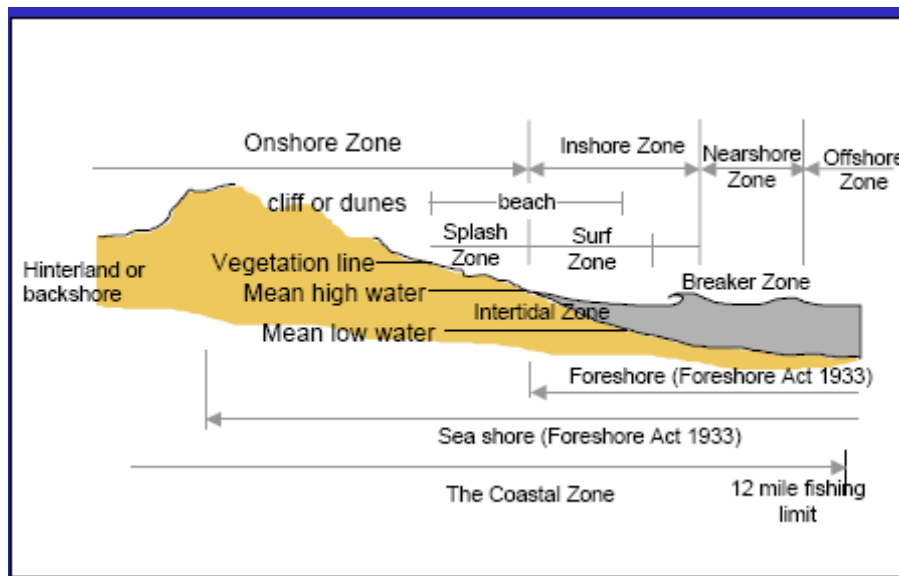 Onshore Zone
Inshore Zone
Nearshore
Zone
Offshore
Zone
cliff or dunes
beach
Splash
Zone
Surf
Zone
Hinterland or
backshore
Vegetation line
Mean high water
Breaker Zone
Intertidal Zone
Mean low water
Foreshore (Foreshore Act 1933)
Sea shore (Foreshore Act 1933)
The Coastal Zone
12 mile fishing
limit